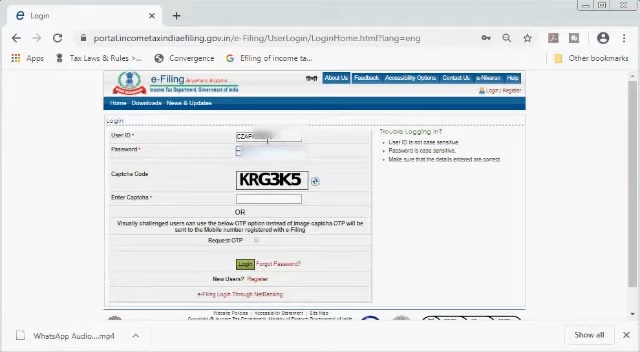 Login
portal.incometaxindiaefiling.gov.in/e-Filing/UserLogin/LoginHome.html?lang=eng
Apps Tax Laws & Rules >... Convergence Efiling of income ta... Other bookmarks
e-Filing Anywhere Anytime
Income Tax Department, Government of India
हिन्दी About Us Feedback Accessibility Options Contact Us e-Nivaran Help
Login | Register
Home Downloads News & Updates
Login
User ID *
Password *
Captcha Code KRG3K5
Enter Captcha *
OR
Visually challenged users can use the below OTP option instead of image captcha.OTP will
be sent to the Mobile number registered with e-Filing
Request OTP
Login Forgot Password?
New Users? Register
e-Filing Login Through NetBanking
Trouble Logging in?
User ID is not case sensitive.
Password is case sensitive.
Make sure that the details entered are correct
Website Policies | Accessibility Statement | Site Map
WhatsApp Audio....mp4 Show all